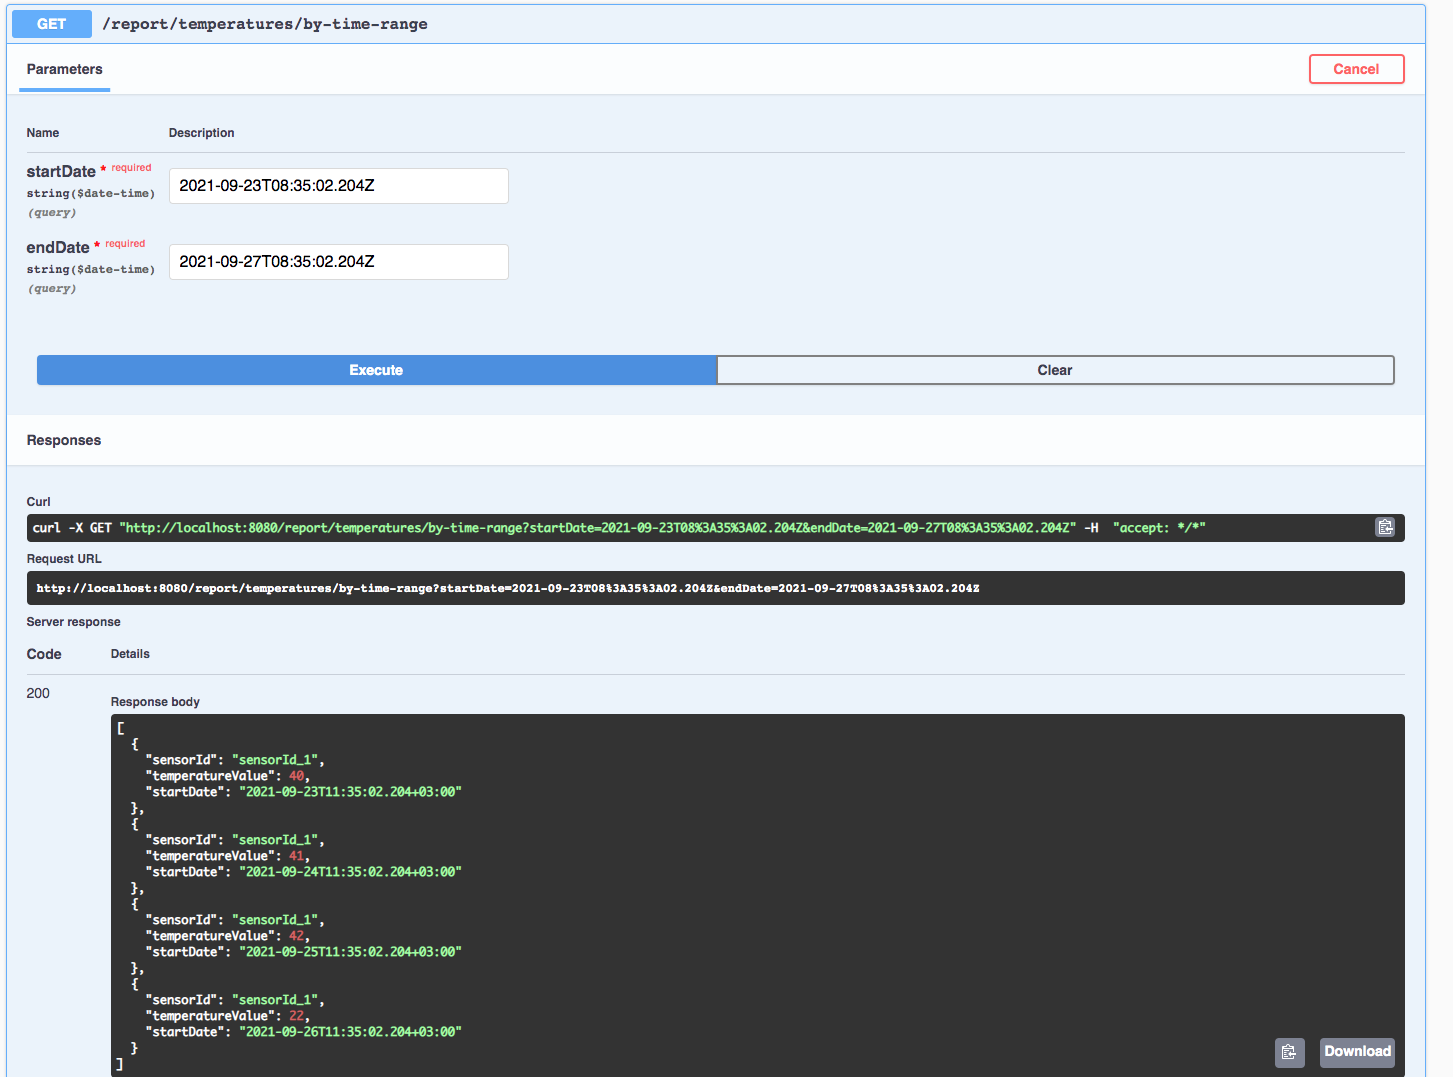 GET /report/temperatures/by-time-range
Parameters
Cancel
Name Description
startDate * required
string($date-time)
(query)
2021-09-23T08:35:02.204Z
endDate * required
string($date-time)
(query)
2021-09-27T08:35:02.204Z
Execute Clear
Responses
Curl
curl -X GET "http://localhost:8080/report/temperatures/by-time-range?startDate=2021-09-23T08%3A35%3A02.204Z&endDate=2021-09-27T08%3A35%3A02.204Z" -H  "accept: */*"
Request URL
http://localhost:8080/report/temperatures/by-time-range?startDate=2021-09-23T08%3A35%3A02.204Z&endDate=2021-09-27T08%3A35%3A02.204Z
Server response
Code Details
200
Response body
[
  {
    "sensorId": "sensorId_1",
    "temperatureValue": 40,
    "startDate": "2021-09-23T11:35:02.204+03:00"
  },
  {
    "sensorId": "sensorId_1",
    "temperatureValue": 41,
    "startDate": "2021-09-24T11:35:02.204+03:00"
  },
  {
    "sensorId": "sensorId_1",
    "temperatureValue": 42,
    "startDate": "2021-09-25T11:35:02.204+03:00"
  },
  {
    "sensorId": "sensorId_1",
    "temperatureValue": 22,
    "startDate": "2021-09-26T11:35:02.204+03:00"
  }
]
Download